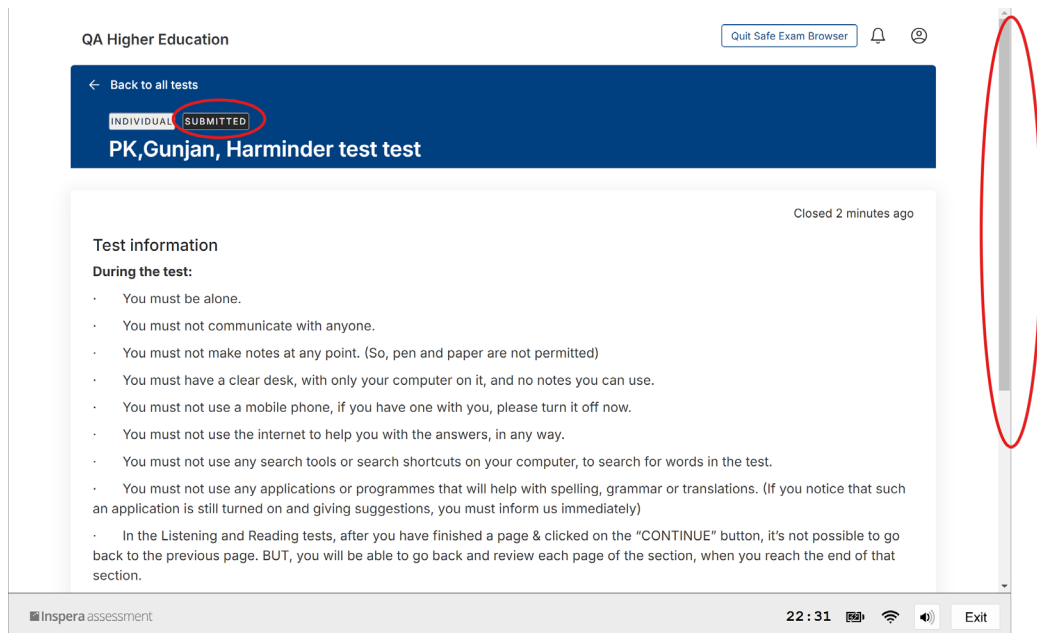 QA Higher Education
Quit Safe Exam Browser
Back to all tests
INDIVIDUAL SUBMITTED
PK,Gunjan, Harminder test test
Closed 2 minutes ago
Test information
During the test:
· You must be alone.
· You must not communicate with anyone.
· You must not make notes at any point. (So, pen and paper are not permitted)
· You must have a clear desk, with only your computer on it, and no notes you can use.
· You must not use a mobile phone, if you have one with you, please turn it off now.
· You must not use the internet to help you with the answers, in any way.
· You must not use any search tools or search shortcuts on your computer, to search for words in the test.
· You must not use any applications or programmes that will help with spelling, grammar or translations. (If you notice that such
an application is still turned on and giving suggestions, you must inform us immediately)
· In the Listening and Reading tests, after you have finished a page & clicked on the “CONTINUE” button, it’s not possible to go
back to the previous page. BUT, you will be able to go back and review each page of the section, when you reach the end of that
section.
Inspera assessment
22:31
Exit